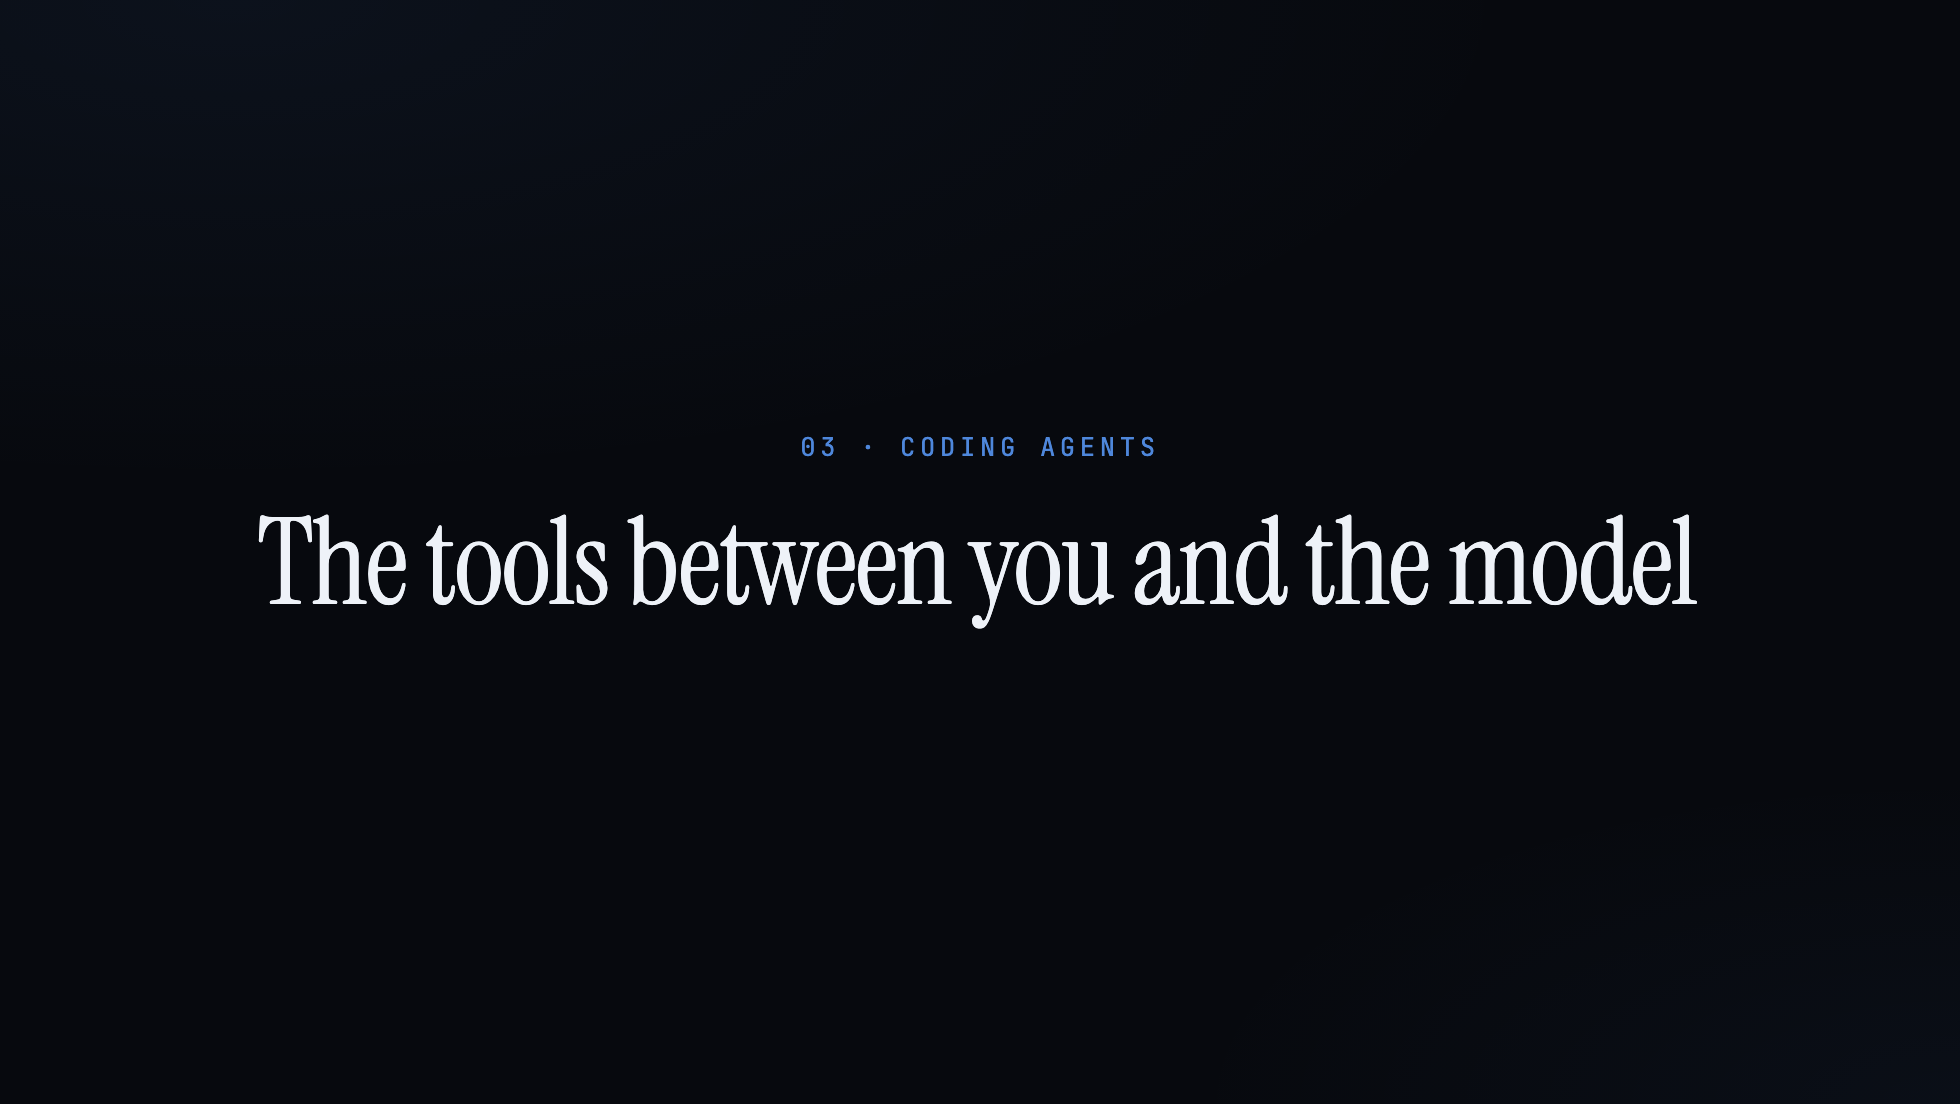 03 · CODING AGENTS
The tools between you and the model